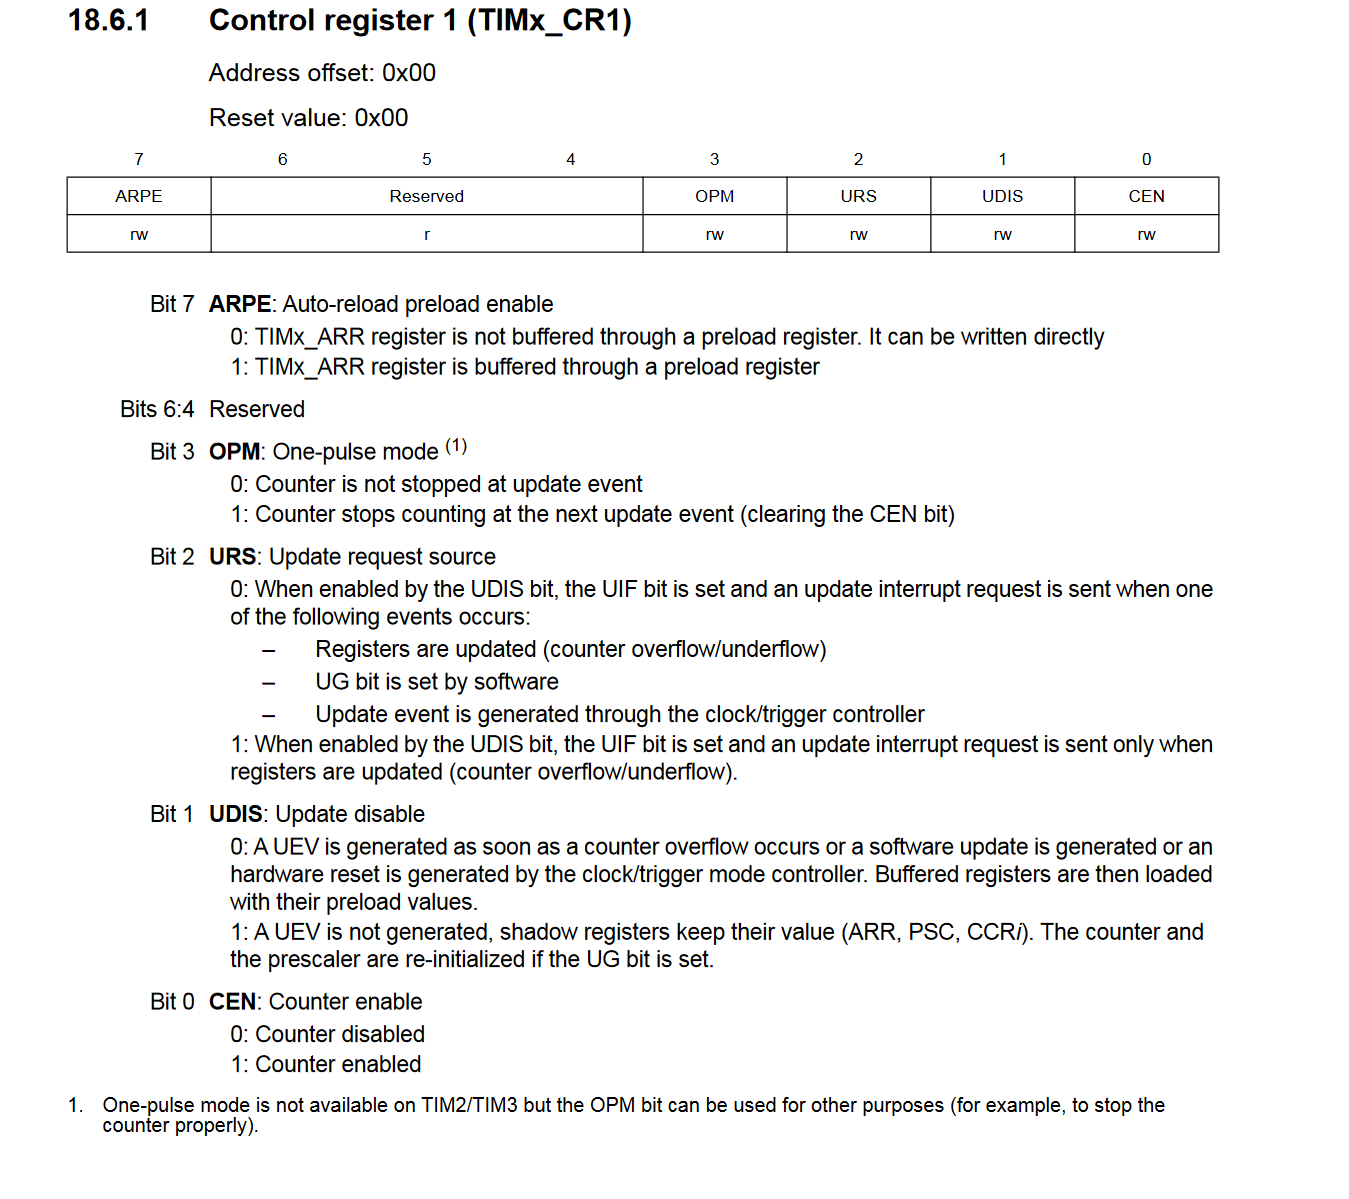 18.6.1 Control register 1 (TIMx_CR1)
Address offset: 0x00
Reset value: 0x00
7 6 5 4 3 2 1 0
ARPE Reserved OPM URS UDIS CEN
rw r rw rw rw rw
Bit 7 ARPE: Auto-reload preload enable
0: TIMx_ARR register is not buffered through a preload register. It can be written directly
1: TIMx_ARR register is buffered through a preload register
Bits 6:4 Reserved
Bit 3 OPM: One-pulse mode (1)
0: Counter is not stopped at update event
1: Counter stops counting at the next update event (clearing the CEN bit)
Bit 2 URS: Update request source
0: When enabled by the UDIS bit, the UIF bit is set and an update interrupt request is sent when one
of the following events occurs:
– Registers are updated (counter overflow/underflow)
– UG bit is set by software
– Update event is generated through the clock/trigger controller
1: When enabled by the UDIS bit, the UIF bit is set and an update interrupt request is sent only when
registers are updated (counter overflow/underflow).
Bit 1 UDIS: Update disable
0: A UEV is generated as soon as a counter overflow occurs or a software update is generated or an
hardware reset is generated by the clock/trigger mode controller. Buffered registers are then loaded
with their preload values.
1: A UEV is not generated, shadow registers keep their value (ARR, PSC, CCRi). The counter and
the prescaler are re-initialized if the UG bit is set.
Bit 0 CEN: Counter enable
0: Counter disabled
1: Counter enabled
1. One-pulse mode is not available on TIM2/TIM3 but the OPM bit can be used for other purposes (for example, to stop the
counter properly).